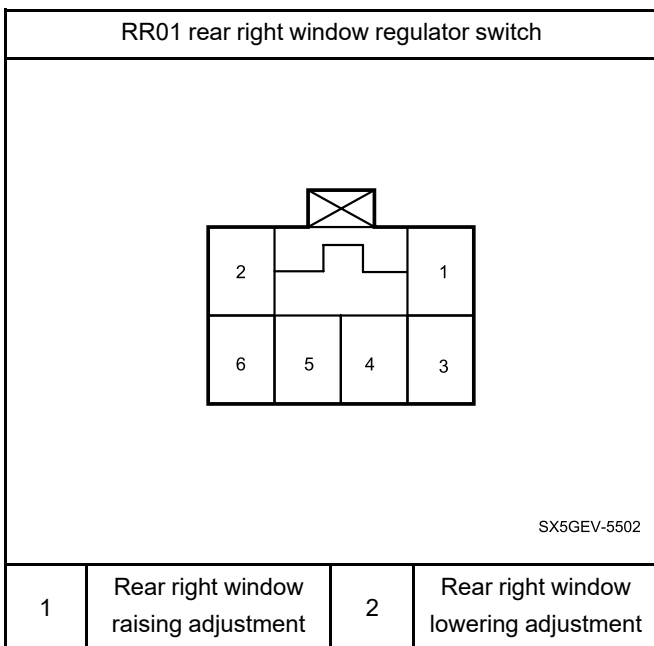 RR01 rear right window regulator switch
2 1
6 5 4 3
SX5GEV-5502
1 Rear right window raising adjustment 2 Rear right window lowering adjustment